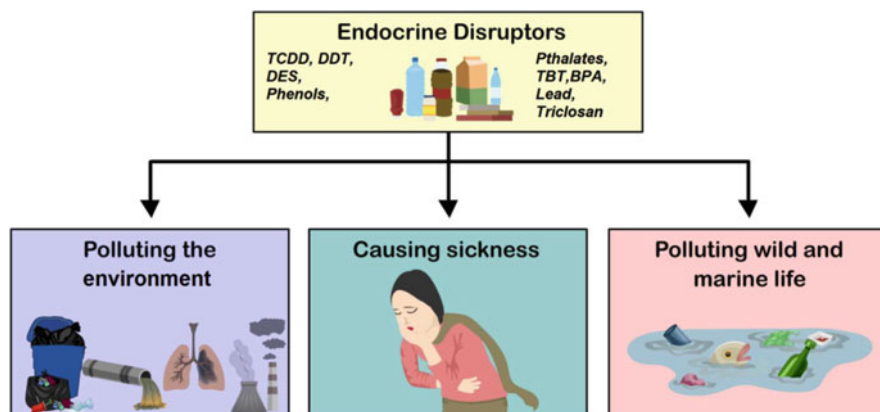 Endocrine Disruptors
TCDD, DDT,
DES,
Phenols,
Pthalates,
TBT,BPA,
Lead,
Triclosan
Polluting the
environment
Causing sickness
Polluting wild and
marine life